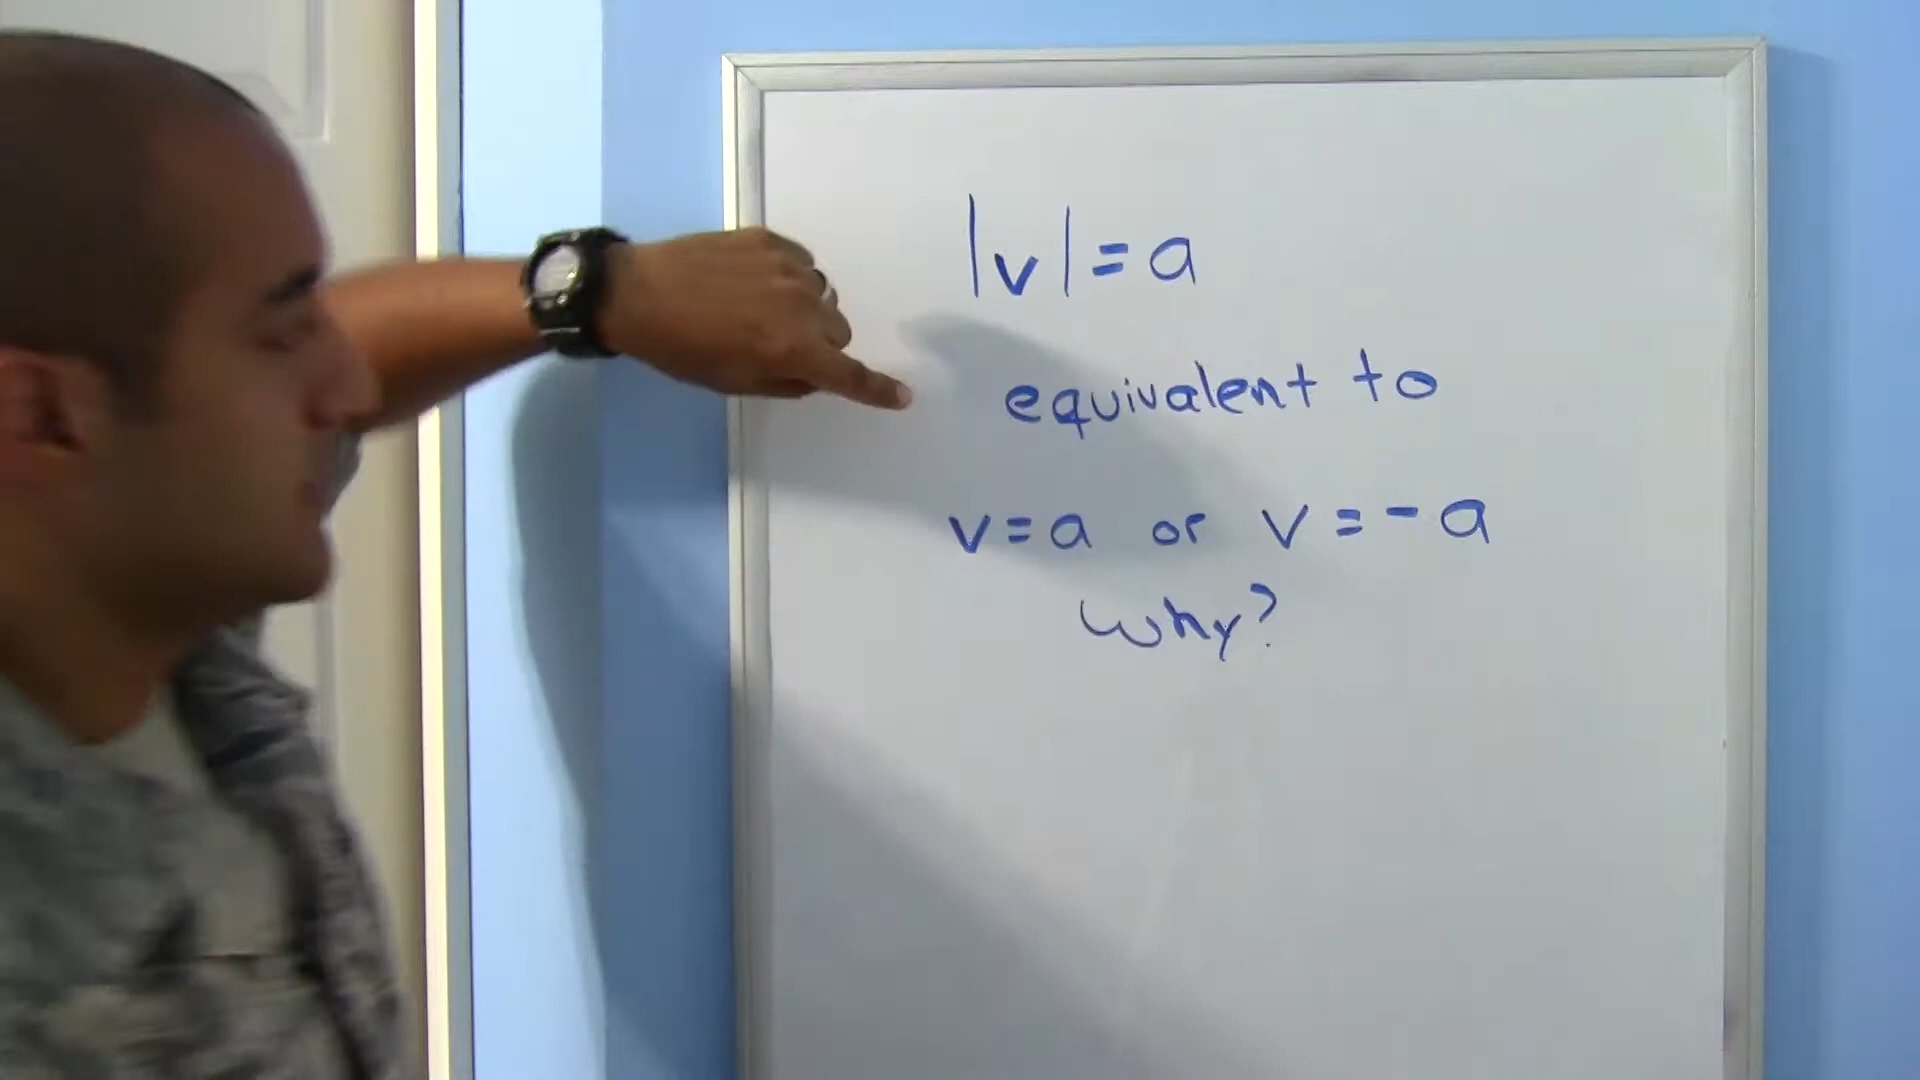 |v| = a
equivalent to
v = a or v = - a
why?